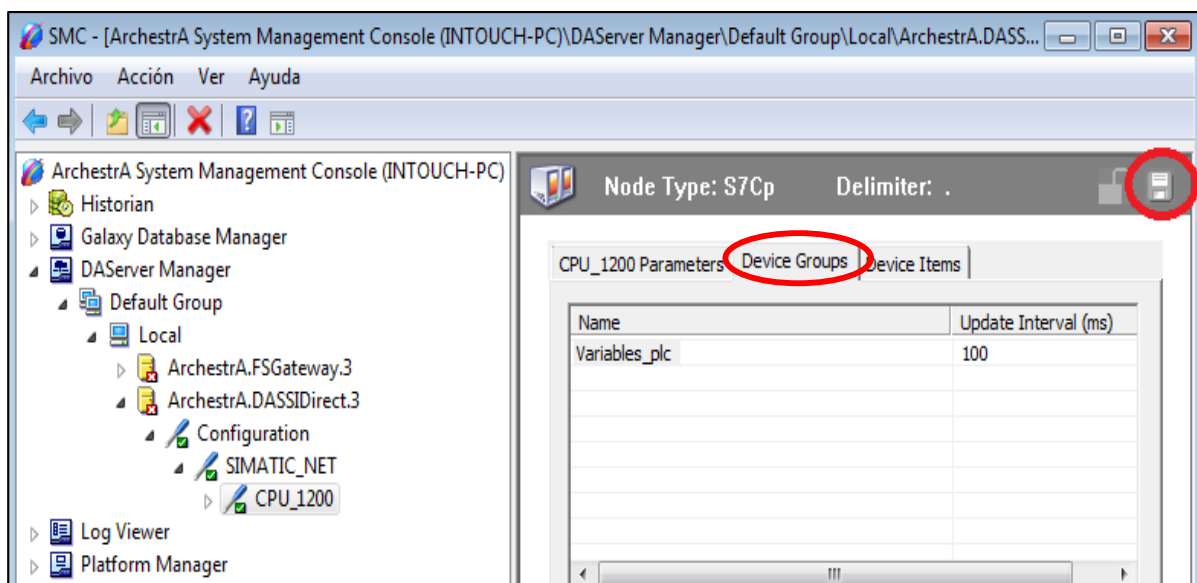 SMC - [ArchestrA System Management Console (INTOUCH-PC)\DAServer Manager\Default Group\Local\ArchestrA.DASS...
Archivo Acción Ver Ayuda
ArchestrA System Management Console (INTOUCH-PC)
Historian
Galaxy Database Manager
DAServer Manager
Default Group
Local
ArchestrA.FSGateway.3
ArchestrA.DASSIDirect.3
Configuration
SIMATIC_NET
CPU_1200
Log Viewer
Platform Manager
Node Type: S7Cp Delimiter: .
CPU_1200 Parameters Device Groups Device Items
Name Update Interval (ms)
Variables_plc 100